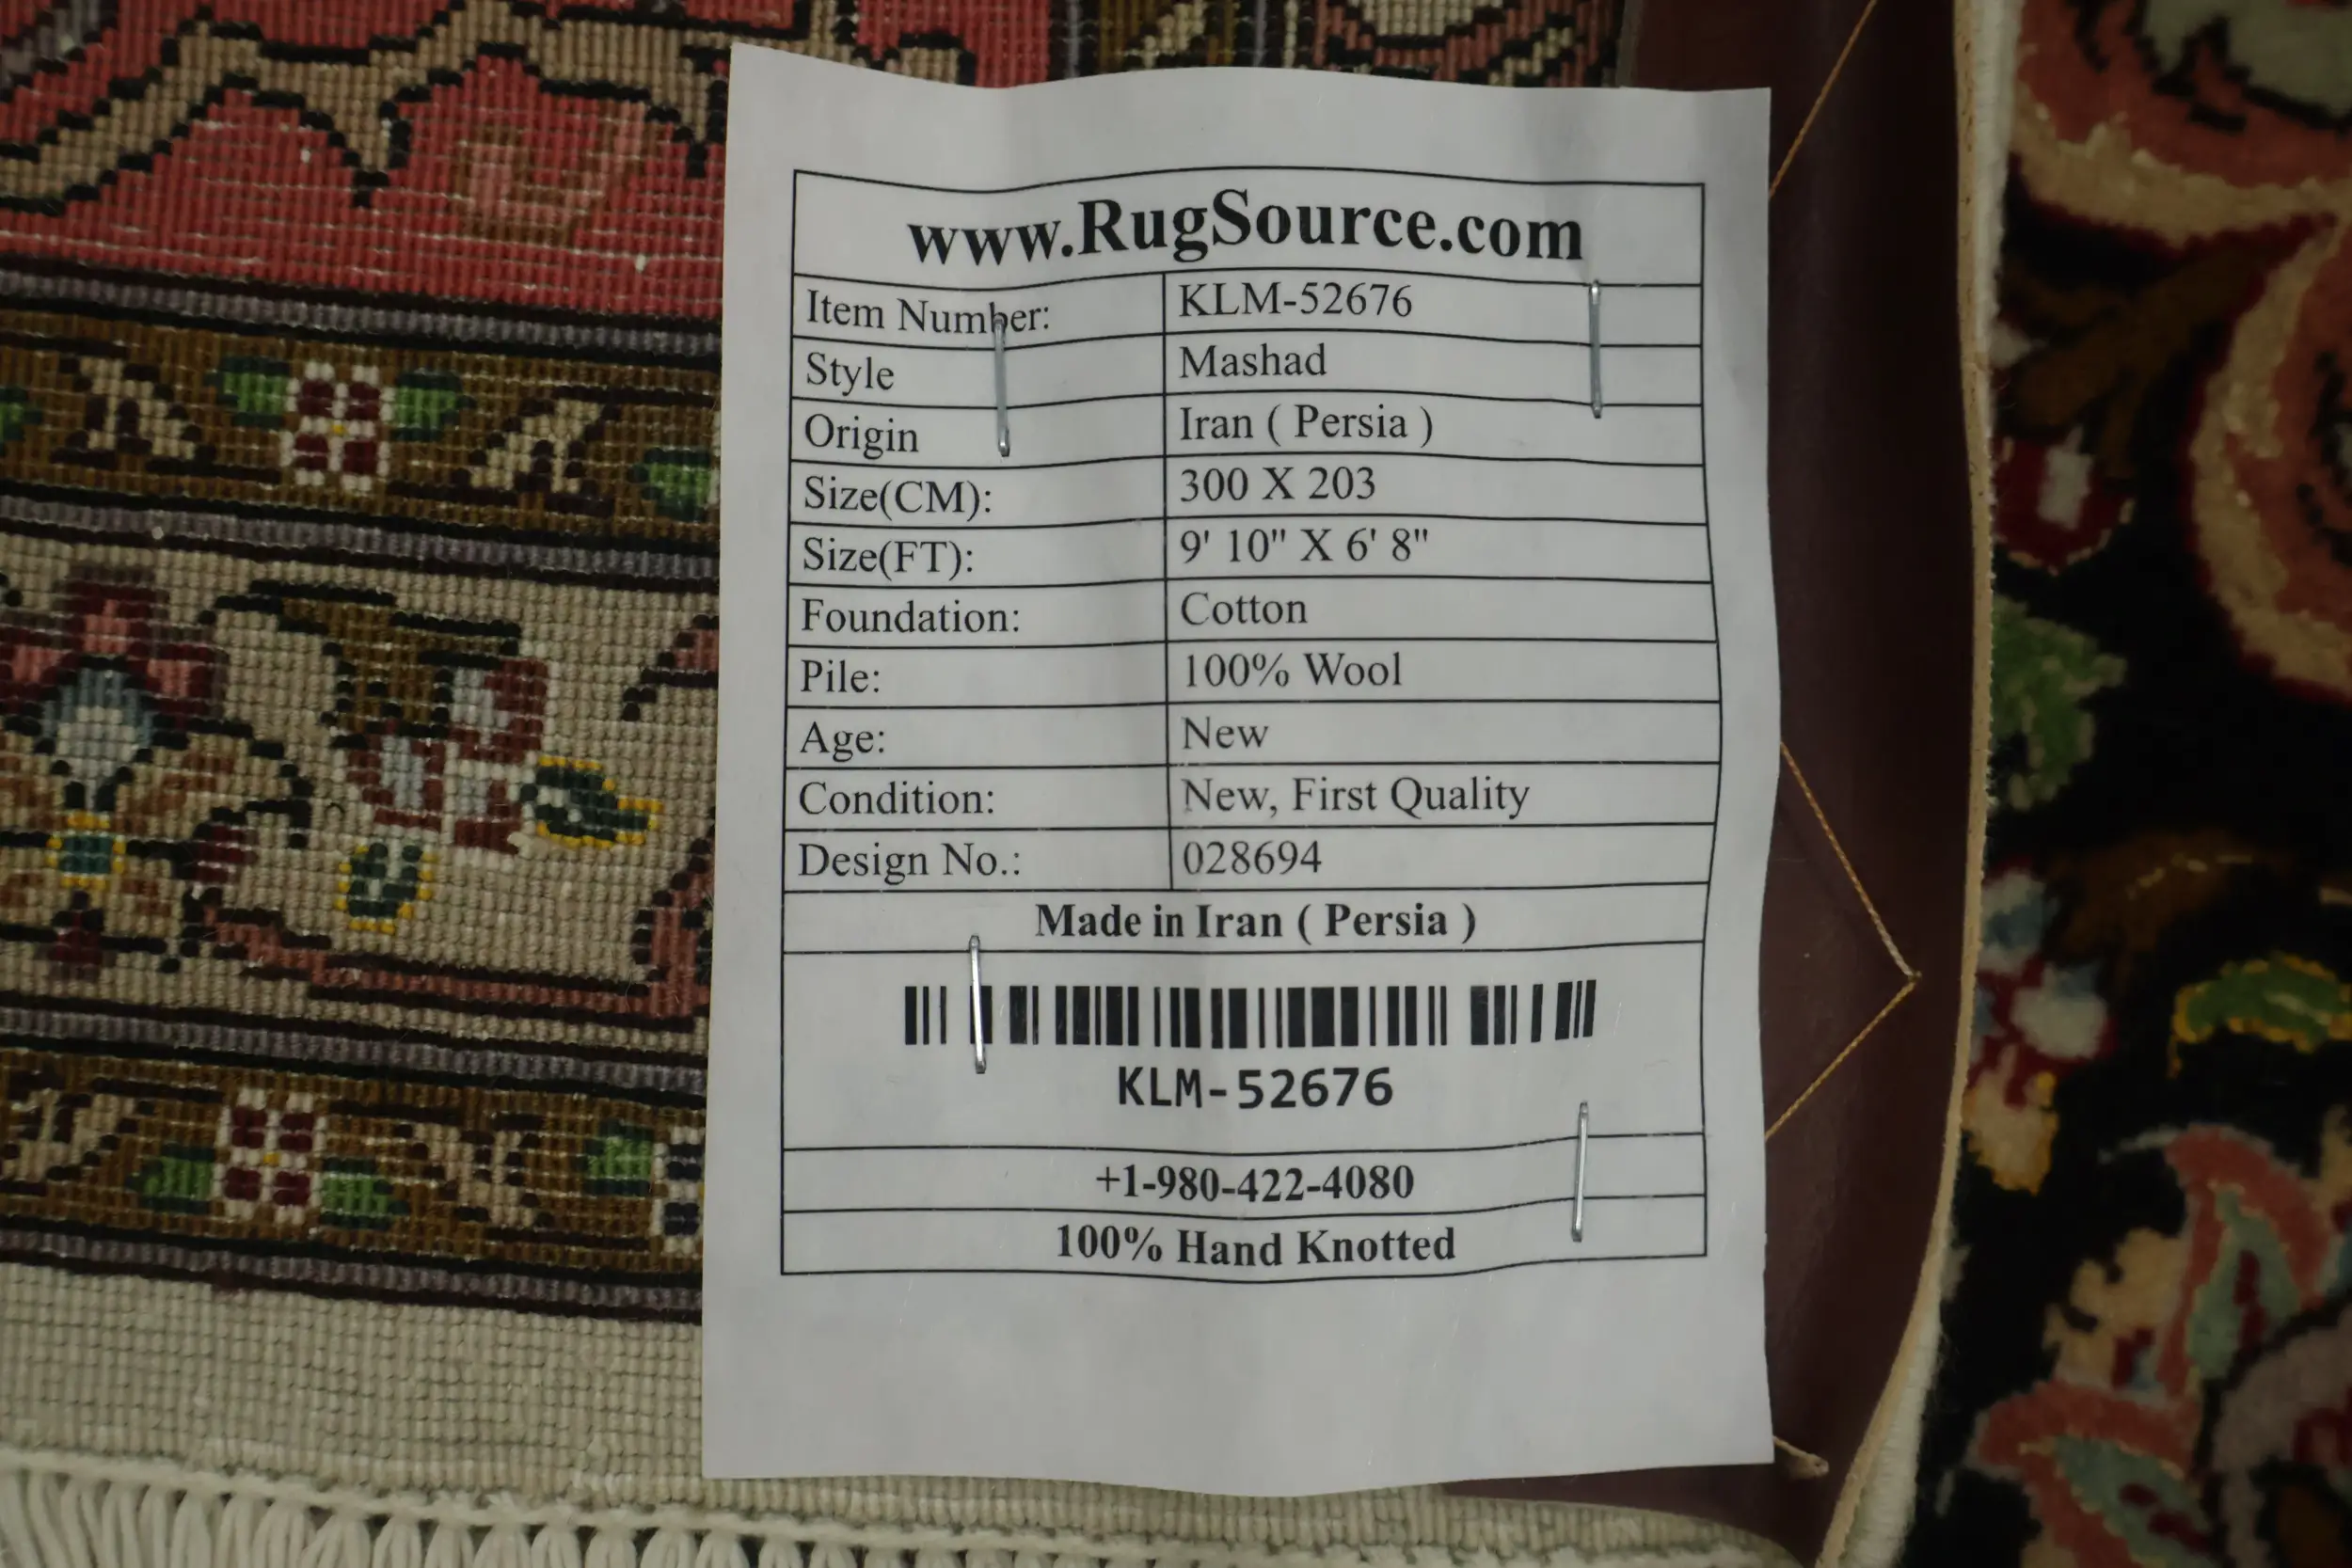 www.RugSource.com
Item Number: KLM-52676
Style Mashad
Origin Iran ( Persia )
Size(CM): 300 X 203
Size(FT): 9' 10" X 6' 8"
Foundation: Cotton
Pile: 100% Wool
Age: New
Condition: New, First Quality
Design No.: 028694
Made in Iran ( Persia )
KLM-52676
+1-980-422-4080
100% Hand Knotted